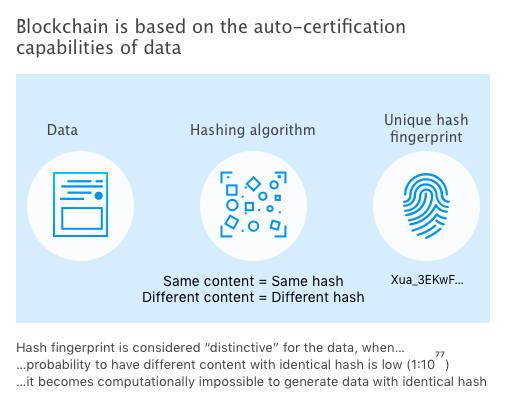 Blockchain is based on the auto-certification
capabilities of data
Data
Hashing algorithm
Unique hash
fingerprint
Same content = Same hash
Different content = Different hash
Xua_3EKwF...
Hash fingerprint is considered “distinctive” for the data, when...
...probability to have different content with identical hash is low (1:10⁷⁷)
...it becomes computationally impossible to generate data with identical hash